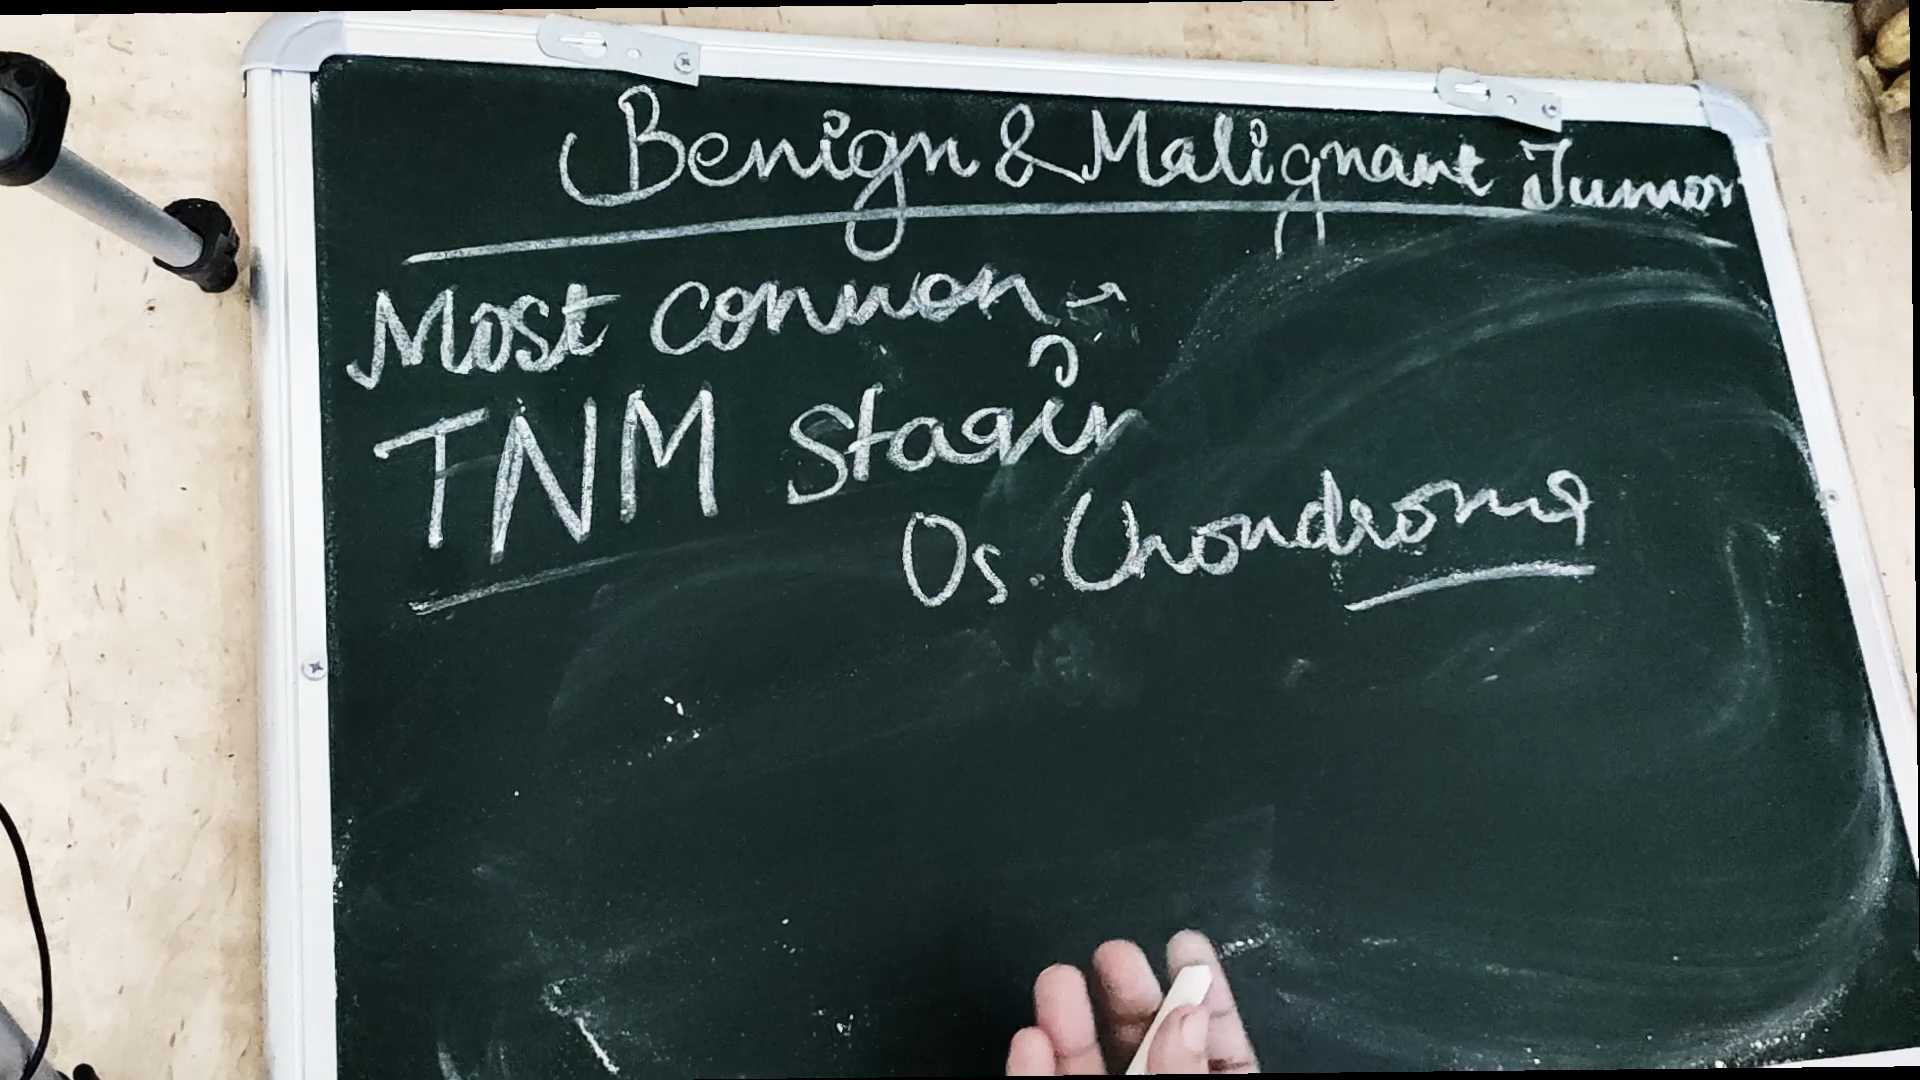 Benign & Malignant Tumor
Most common →
TNM Staging
Os. Chondroma